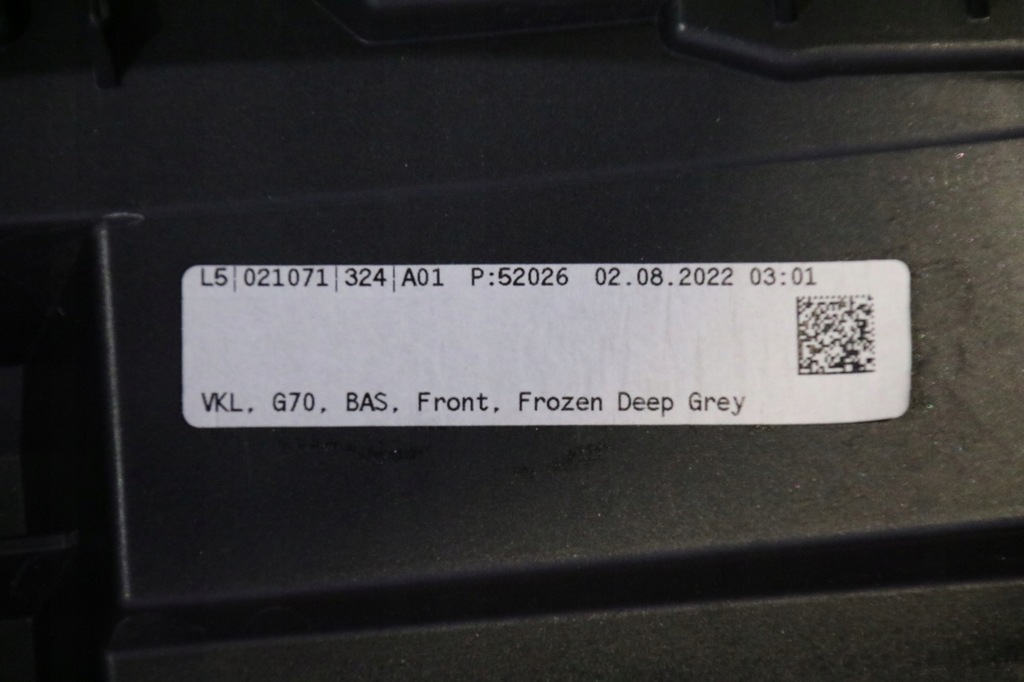 L5|021071|324|A01 P:52026 02.08.2022 03:01
VKL, G70, BAS, Front, Frozen Deep Grey